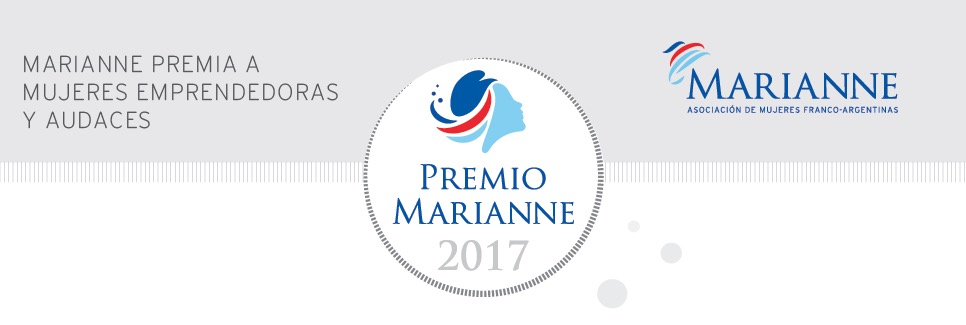 MARIANNE PREMIA A
MUJERES EMPRENDEDORAS
Y AUDACES
PREMIO
MARIANNE
2017
MARIANNE
ASOCIACIÓN DE MUJERES FRANCO-ARGENTINAS